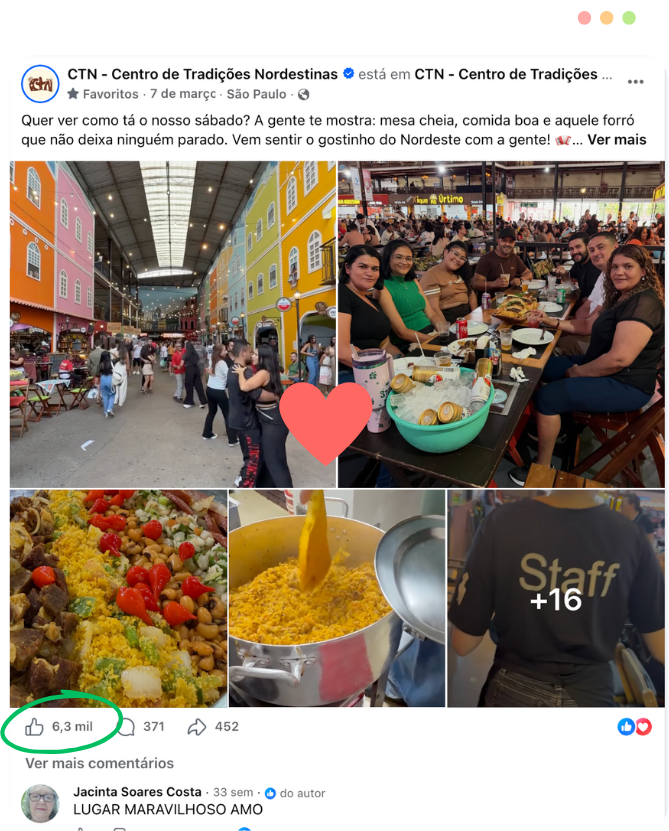 CTN - Centro de Tradições Nordestinas está em CTN - Centro de Tradições ...
Favoritos · 7 de março · São Paulo ·
Quer ver como tá o nosso sábado? A gente te mostra: mesa cheia, comida boa e aquele forró
que não deixa ninguém parado. Vem sentir o gostinho do Nordeste com a gente! ... Ver mais
Staff
+16
6,3 mil
371
452
Ver mais comentários
Jacinta Soares Costa · 33 sem · do autor
LUGAR MARAVILHOSO AMO